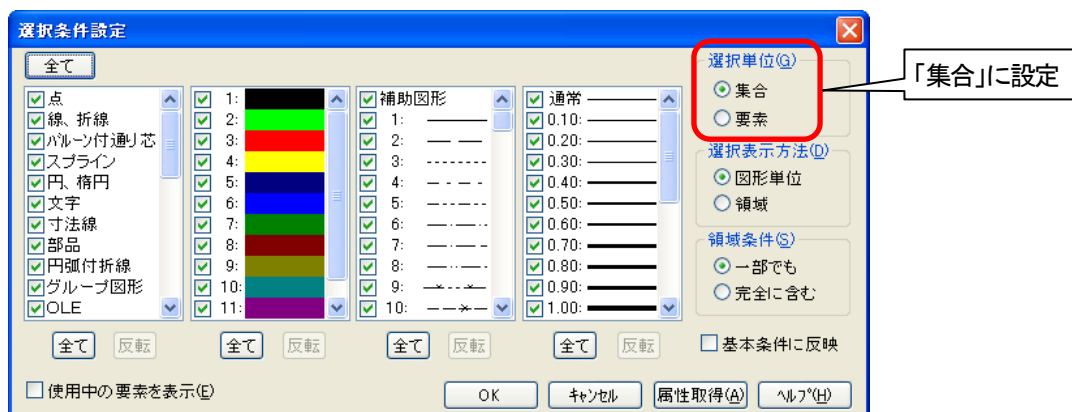 選択条件設定
全て
点
線、折線
バルーン付通り芯
スプライン
円、楕円
文字
寸法線
部品
円弧付折線
グループ図形
OLE
全て 反転
1:
2:
3:
4:
5:
6:
7:
8:
9:
10:
11:
全て 反転
補助図形
1:
2:
3:
4:
5:
6:
7:
8:
9:
10:
全て 反転
通常
0.10:
0.20:
0.30:
0.40:
0.50:
0.60:
0.70:
0.80:
0.90:
1.00:
全て 反転
選択単位(G)
集合
要素
「集合」に設定
選択表示方法(D)
図形単位
領域
領域条件(S)
一部でも
完全に含む
基本条件に反映
使用中の要素を表示(E)
OK キャンセル 属性取得(A) ヘルプ(H)